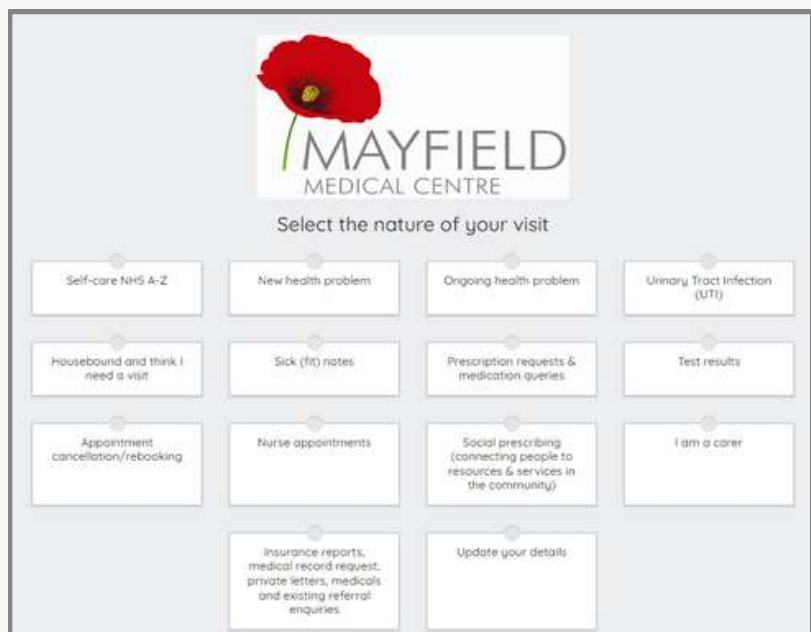 MAYFIELD
MEDICAL CENTRE
Select the nature of your visit
Self-care NHS A-Z
New health problem
Ongoing health problem
Urinary Tract Infection
(UTI)
Housebound and think I
need a visit
Sick (fit) notes
Prescription requests &
medication queries
Test results
Appointment
cancellation/rebooking
Nurse appointments
Social prescribing
(connecting people to
resources & services in
the community)
I am a carer
Insurance reports,
medical record request,
private letters, medicals
and existing referral
enquiries
Update your details